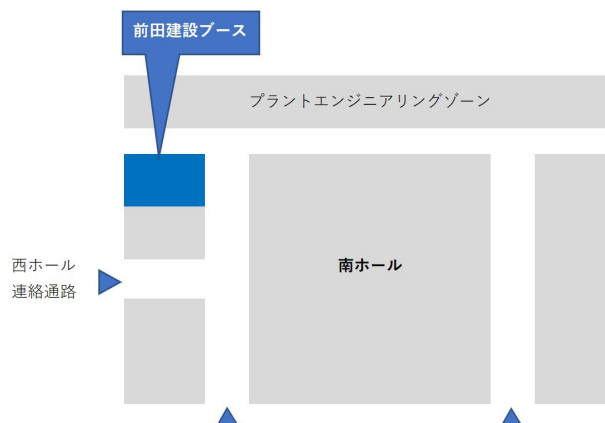 前田建設ブース
プラントエンジニアリングゾーン
西ホール
連絡通路
南ホール